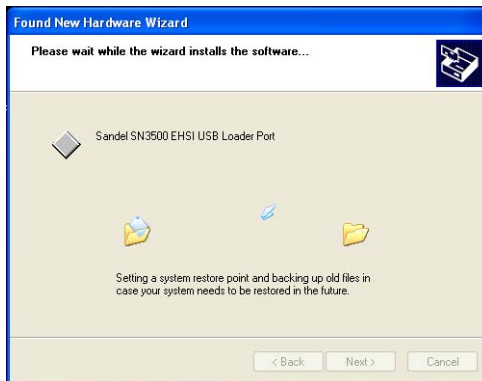 Found New Hardware Wizard
Please wait while the wizard installs the software...
Sandel SN3500 EHSI USB Loader Port
Setting a system restore point and backing up old files in
case your system needs to be restored in the future.
< Back
Next >
Cancel